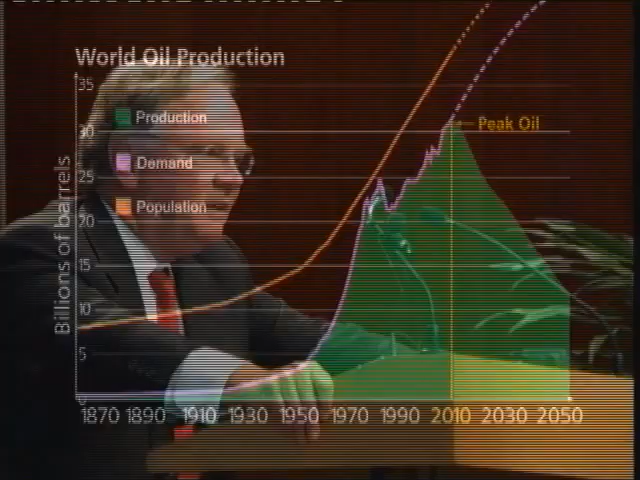 World Oil Production
35
Production
Peak Oil
30
Demand
25
Population
20
15
10
5
0
Billions of barrels
1870 1890 1910 1930 1950 1970 1990 2010 2030 2050